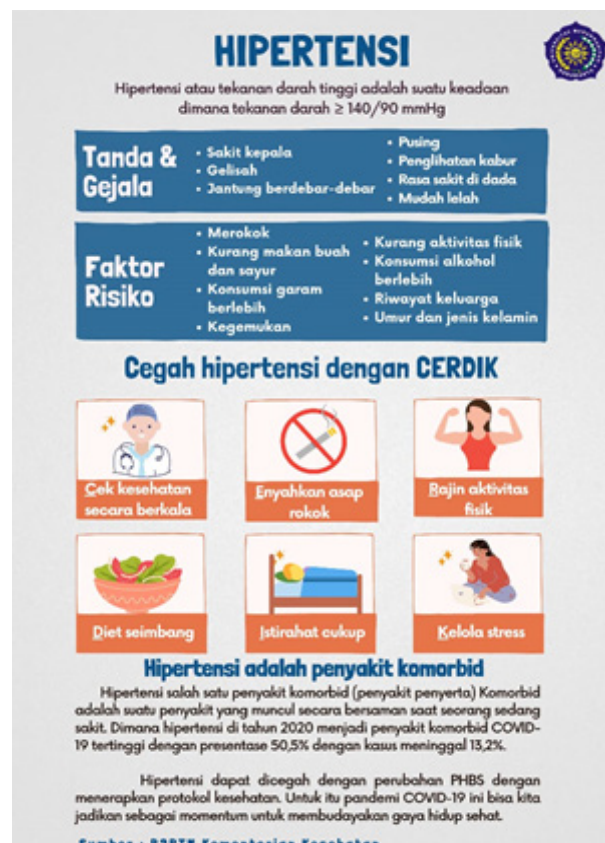 HIPERTENSI
Hipertensi atau tekanan darah tinggi adalah suatu keadaan
dimana tekanan darah ≥ 140/90 mmHg
Tanda &
Gejala
• Sakit kepala
• Gelisah
• Jantung berdebar-debar
• Pusing
• Penglihatan kabur
• Rasa sakit di dada
• Mudah lelah
Faktor
Risiko
• Merokok
• Kurang makan buah
dan sayur
• Konsumsi garam
berlebih
• Kegemukan
• Kurang aktivitas fisik
• Konsumsi alkohol
berlebih
• Riwayat keluarga
• Umur dan jenis kelamin
Cegah hipertensi dengan CERDIK
Cek kesehatan
secara berkala
Enyahkan asap
rokok
Rajin aktivitas
fisik
Diet seimbang
Istirahat cukup
Kelola stress
Hipertensi adalah penyakit komorbid
Hipertensi salah satu penyakit komorbid (penyakit penyerta) Komorbid
adalah suatu penyakit yang muncul secara bersaman saat seorang sedang
sakit. Dimana hipertensi di tahun 2020 menjadi penyakit komorbid COVID-
19 tertinggi dengan presentase 50,5% dengan kasus meninggal 13,2%.
Hipertensi dapat dicegah dengan perubahan PHBS dengan
menerapkan protokol kesehatan. Untuk itu pandemi COVID-19 ini bisa kita
jadikan sebagai momentum untuk membudayakan gaya hidup sehat.
Sumber : P2PTM Kementerian Kesehatan